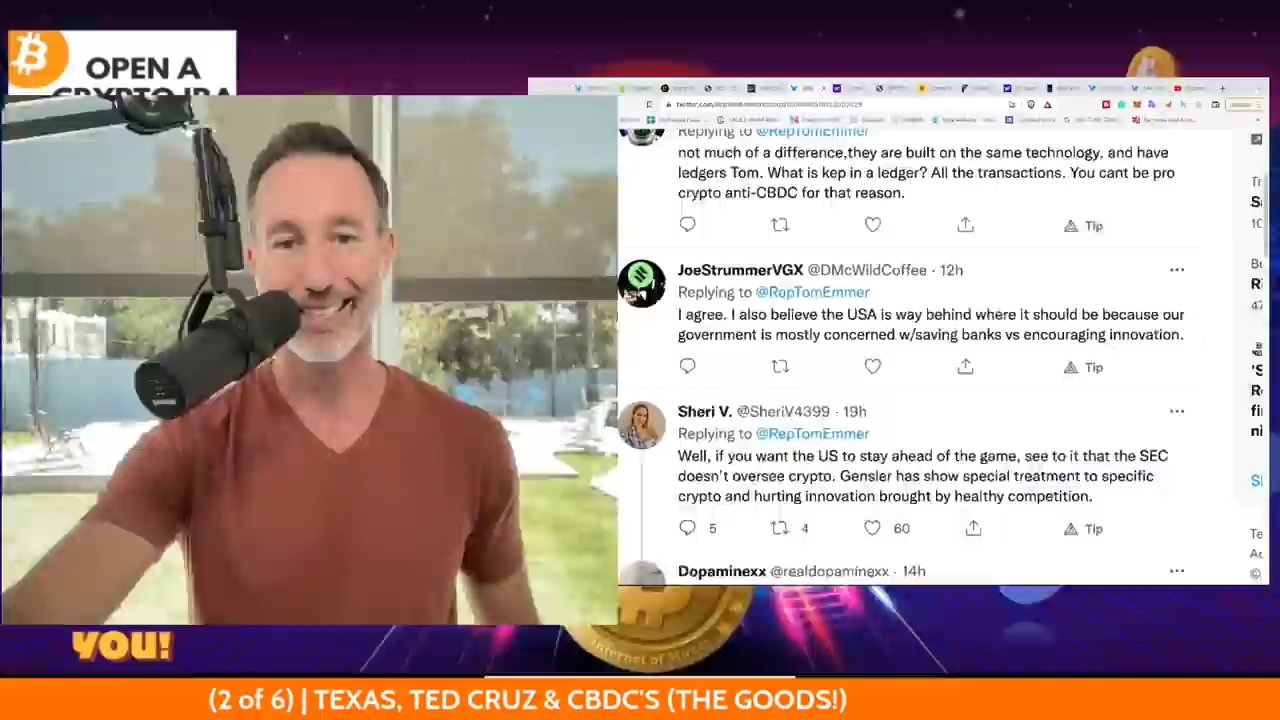 OPEN A
CRYPTO IRA
Replying to @RepTomEmmer
not much of a difference,they are built on the same technology, and have
ledgers Tom. What is kep in a ledger? All the transactions. You cant be pro
crypto anti-CBDC for that reason.
Tip
JoeStrummerVGX @DMcWildCoffee · 12h
Replying to @RepTomEmmer
I agree. I also believe the USA is way behind where it should be because our
government is mostly concerned w/saving banks vs encouraging innovation.
Tip
Sheri V. @SheriV4399 · 19h
Replying to @RepTomEmmer
Well, if you want the US to stay ahead of the game, see to it that the SEC
doesn't oversee crypto. Gensler has show special treatment to specific
crypto and hurting innovation brought by healthy competition.
5 4 60 Tip
Dopaminexx @realdopaminexx · 14h
YOU!
(2 of 6) | TEXAS, TED CRUZ & CBDC'S (THE GOODS!)